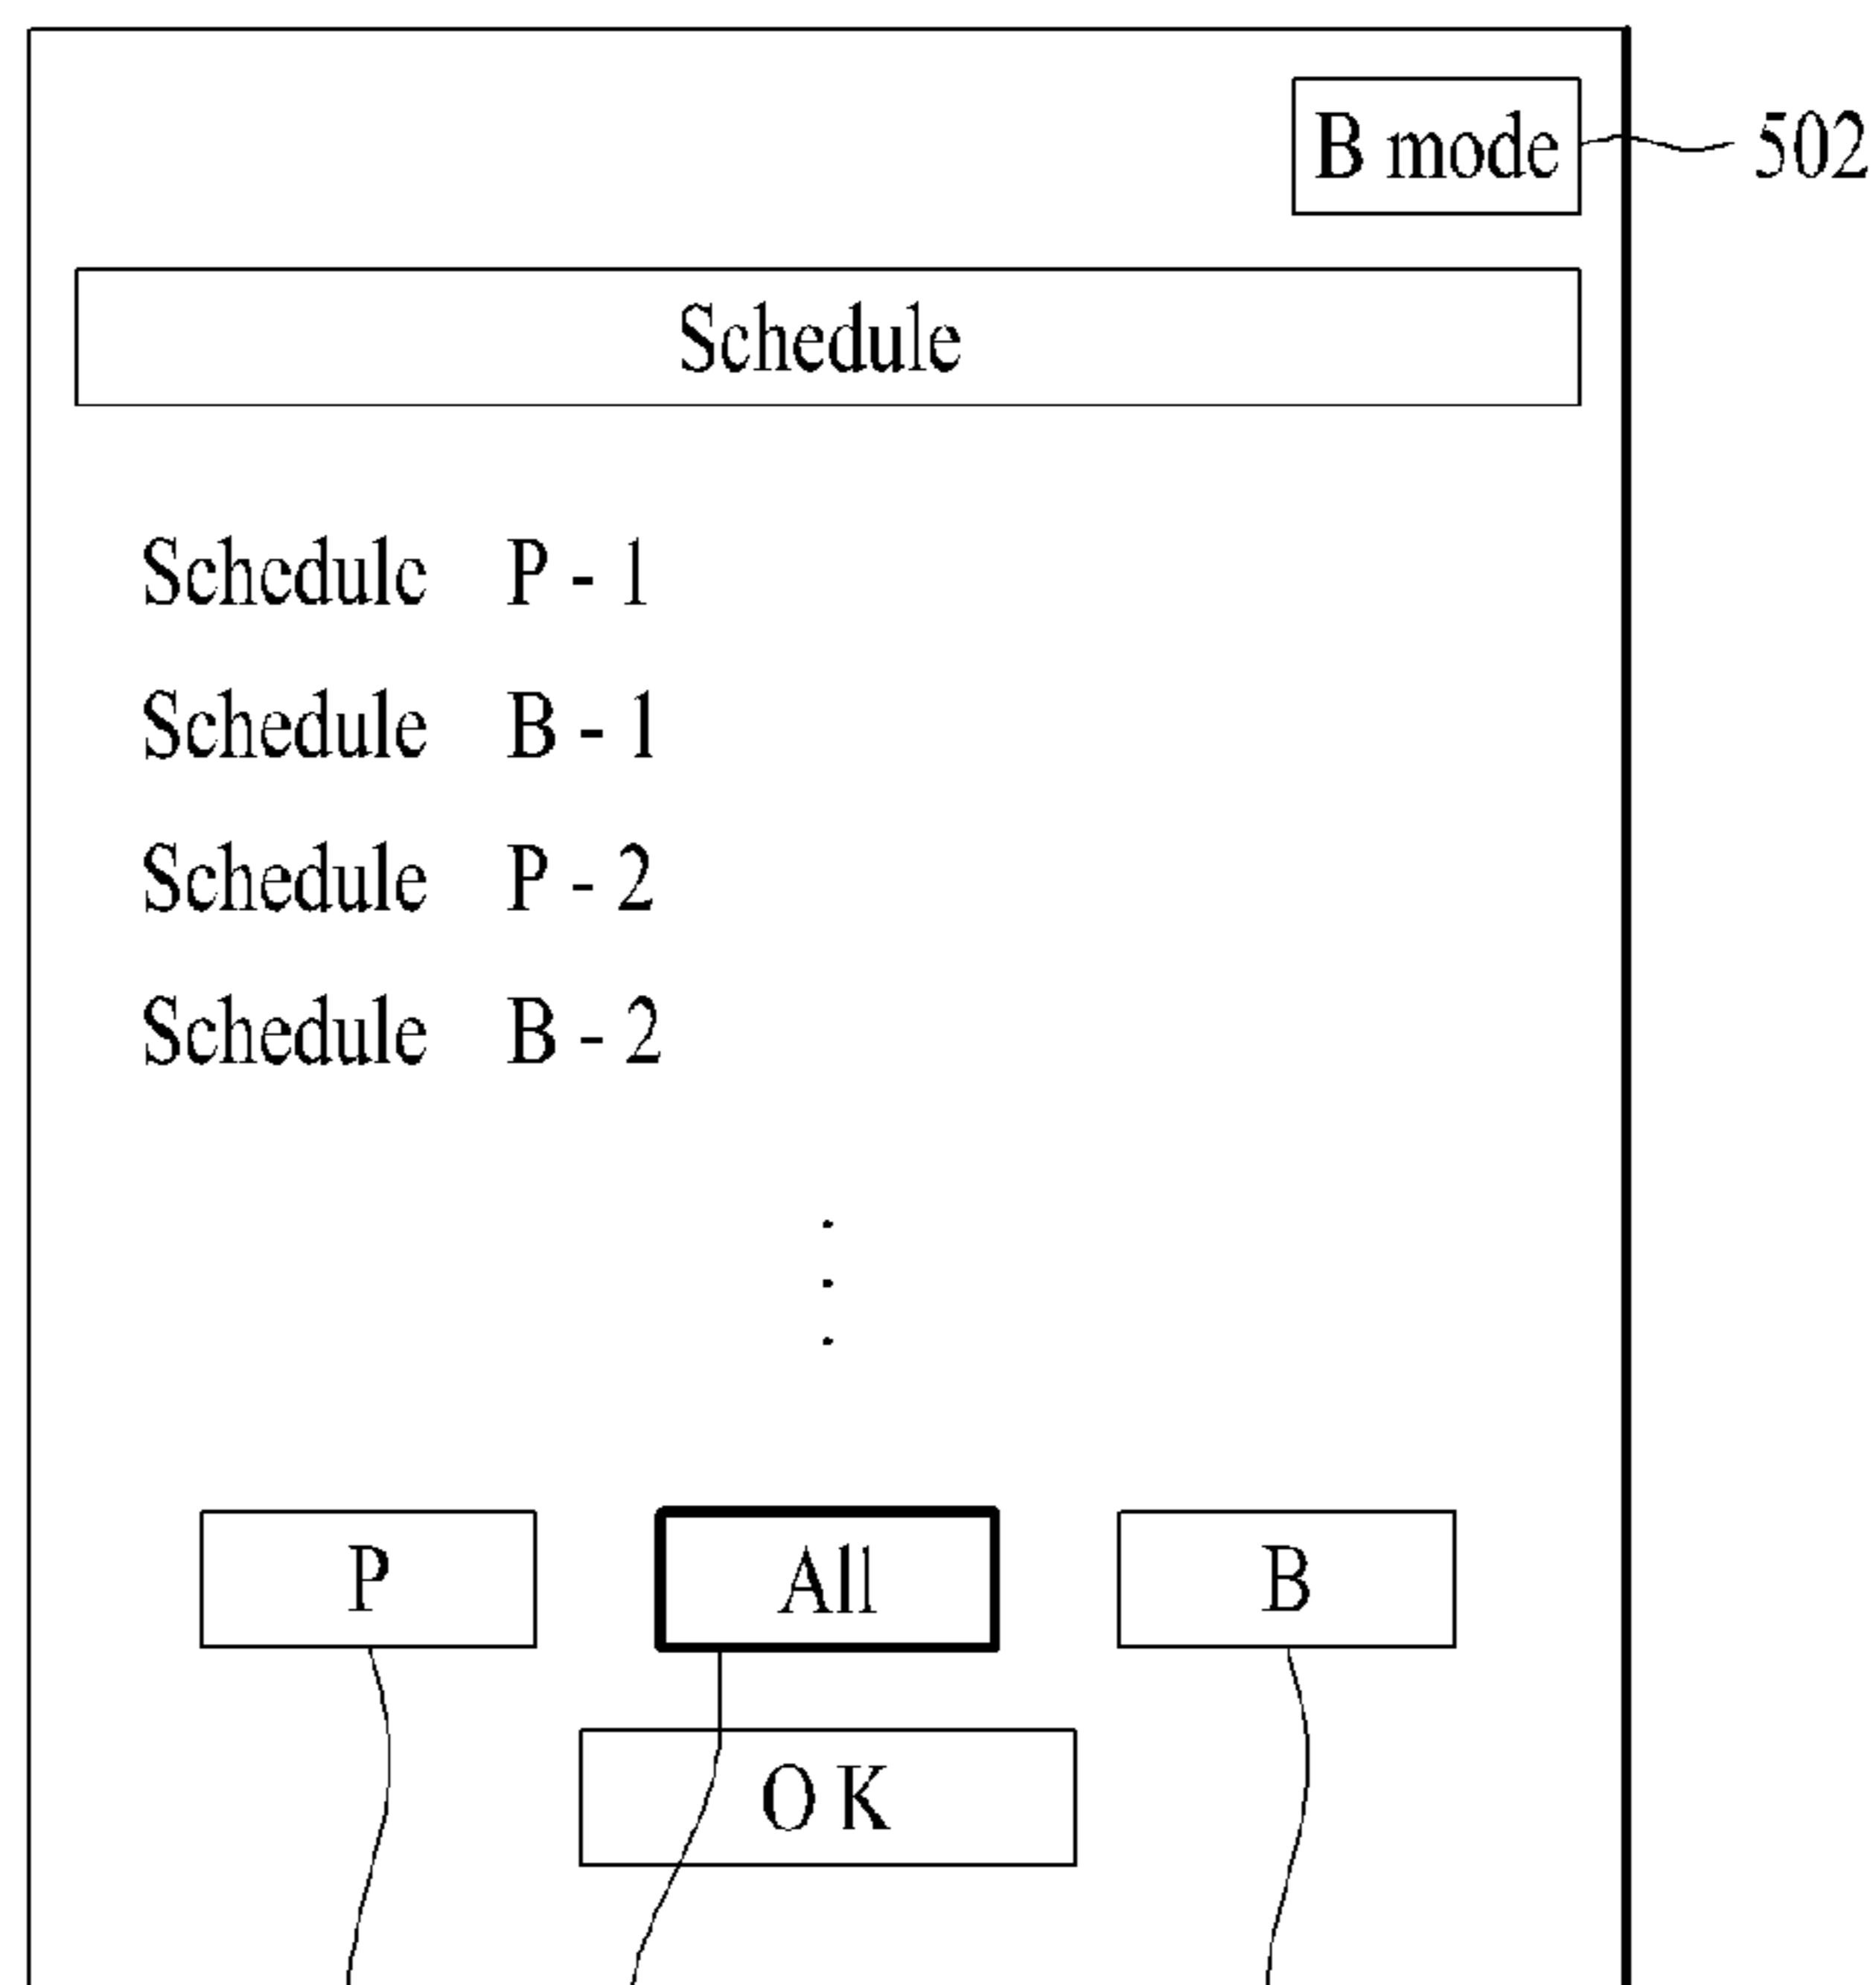 B mode 502
Schedule
Schedule P - 1
Schedule B - 1
Schedule P - 2
Schedule B - 2
P All B
OK